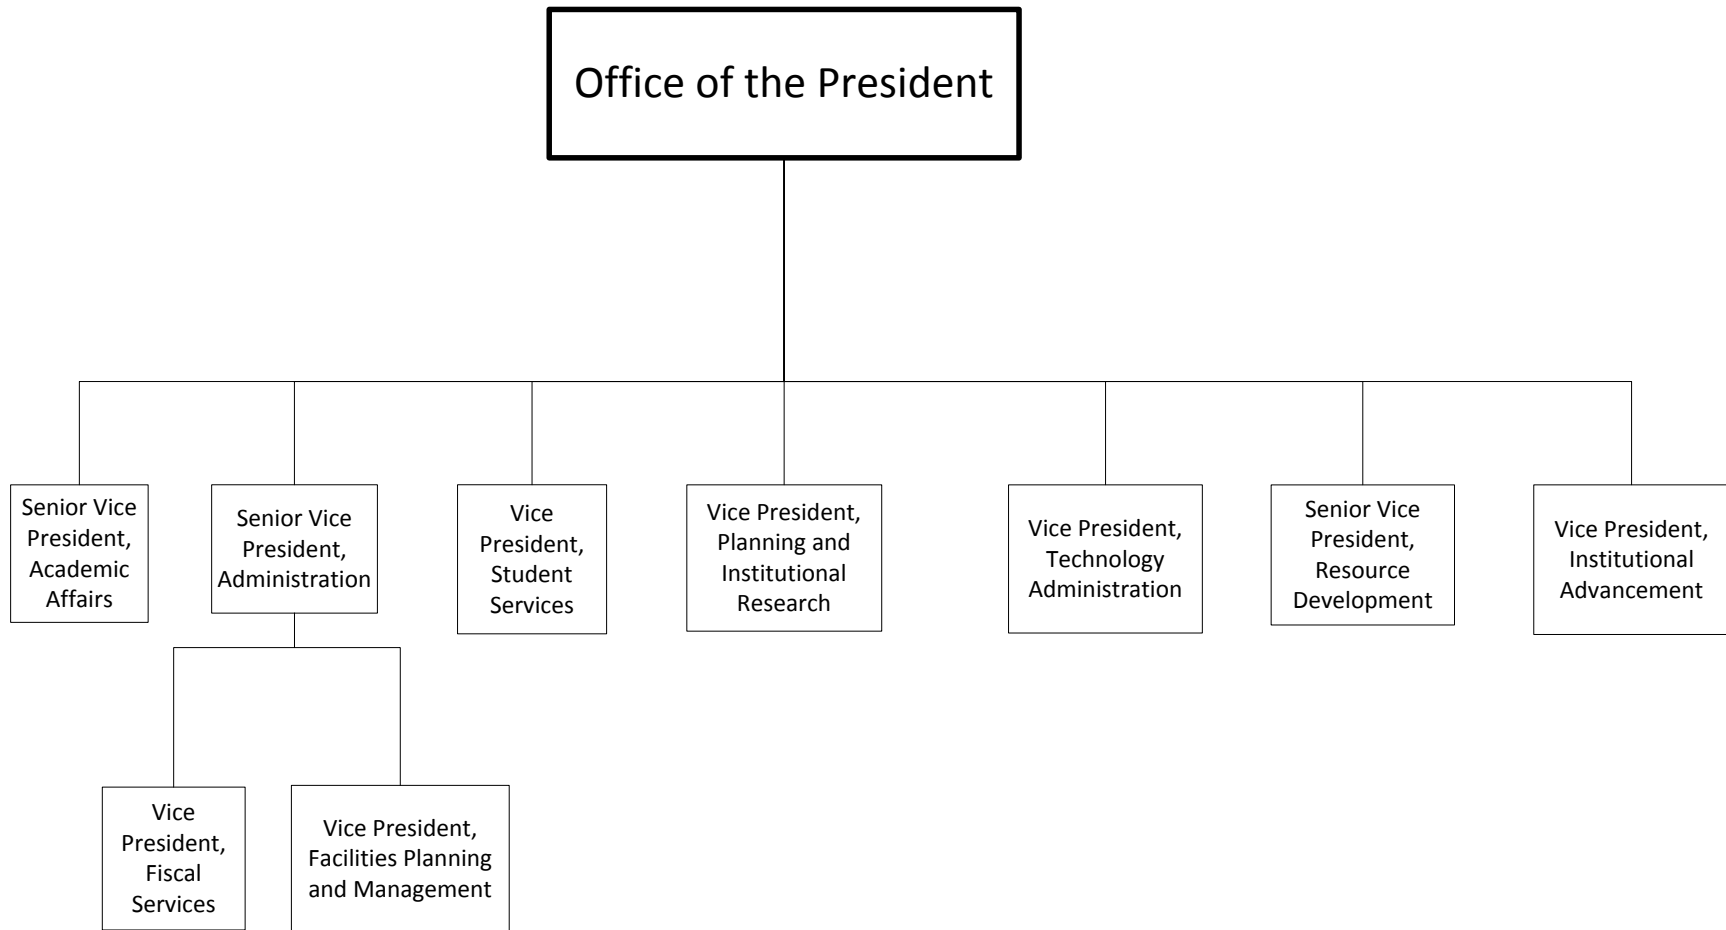 Office of the President
Senior Vice
President,
Academic
Affairs
Senior Vice
President,
Administration
Vice
President,
Student
Services
Vice President,
Planning and
Institutional
Research
Vice President,
Technology
Administration
Senior Vice
President,
Resource
Development
Vice President,
Institutional
Advancement
Vice
President,
Fiscal
Services
Vice President,
Facilities Planning
and Management